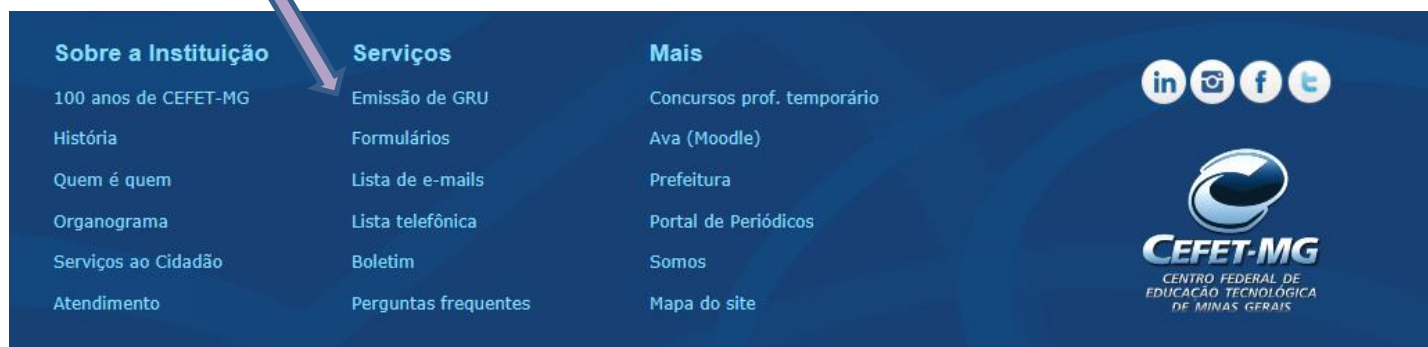 Sobre a Instituição
100 anos de CEFET-MG
História
Quem é quem
Organograma
Serviços ao Cidadão
Atendimento
Serviços
Emissão de GRU
Formulários
Lista de e-mails
Lista telefônica
Boletim
Perguntas frequentes
Mais
Concursos prof. temporário
Ava (Moodle)
Prefeitura
Portal de Periódicos
Somos
Mapa do site
in
f
t
CEFET-MG
CENTRO FEDERAL DE
EDUCAÇÃO TECNOLÓGICA
DE MINAS GERAIS